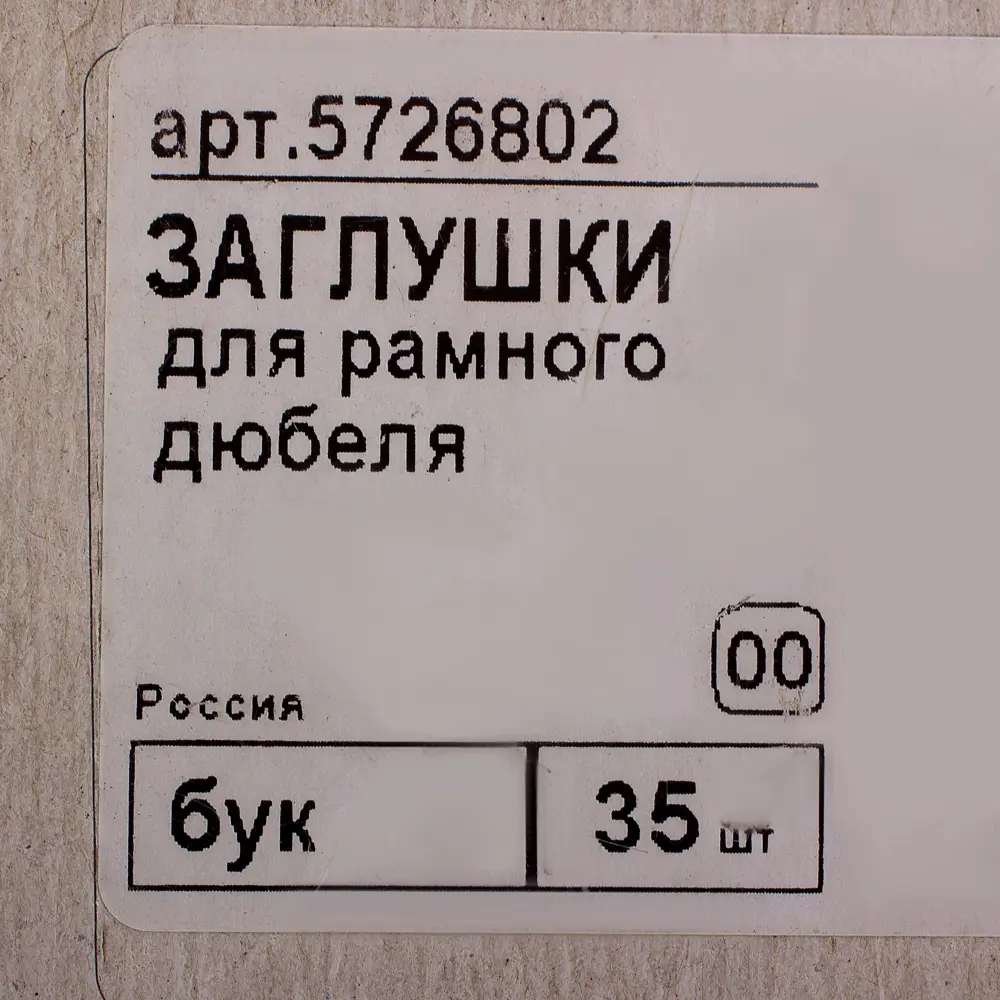 арт.5726802
ЗАГЛУШКИ
для рамного
дюбеля
00
Россия
бук 35 шт